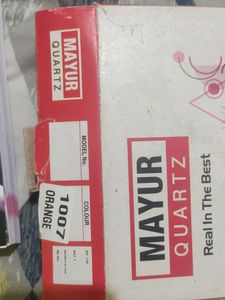 MAYUR
QUARTZ
MODEL No.
COLOUR
1007
ORANGE
MAYUR
QUARTZ
Real In The Best